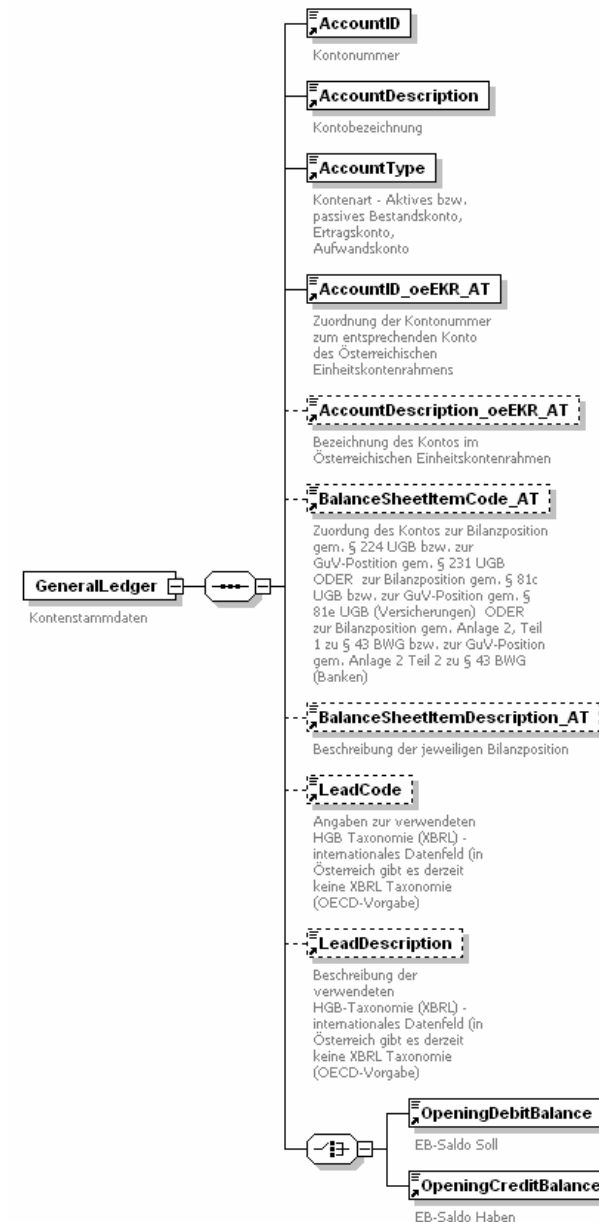 AccountID
Kontonummer
AccountDescription
Kontobezeichnung
AccountType
Kontenart - Aktives bzw.
passives Bestandskonto,
Ertragskonto,
Aufwandskonto
AccountID_oeEKR_AT
Zuordnung der Kontonummer
zum entsprechenden Konto
des Österreichischen
Einheitskontenrahmens
AccountDescription_oeEKR_AT
Bezeichnung des Kontos im
Österreichischen Einheitskontenrahmen
BalanceSheetItemCode_AT
Zuordung des Kontos zur Bilanzposition
gem. § 224 UGB bzw. zur
GuV-Postition gem. § 231 UGB
ODER zur Bilanzposition gem. § 81c
UGB bzw. zur GuV-Position gem. §
81e UGB (Versicherungen) ODER
zur Bilanzposition gem. Anlage 2, Teil
1 zu § 43 BWG bzw. zur GuV-Position
gem. Anlage 2 Teil 2 zu § 43 BWG
(Banken)
GeneralLedger
Kontenstammdaten
BalanceSheetItemDescription_AT
Beschreibung der jeweiligen Bilanzposition
LeadCode
Angaben zur verwendeten
HGB Taxonomie (XBRL) -
internationales Datenfeld (in
Österreich gibt es derzeit
keine XBRL Taxonomie
(OECD-Vorgabe)
LeadDescription
Beschreibung der
verwendeten
HGB-Taxonomie (XBRL) -
internationales Datenfeld (in
Österreich gibt es derzeit
keine XBRL Taxonomie
(OECD-Vorgabe)
OpeningDebitBalance
EB-Saldo Soll
OpeningCreditBalance
EB-Saldo Haben